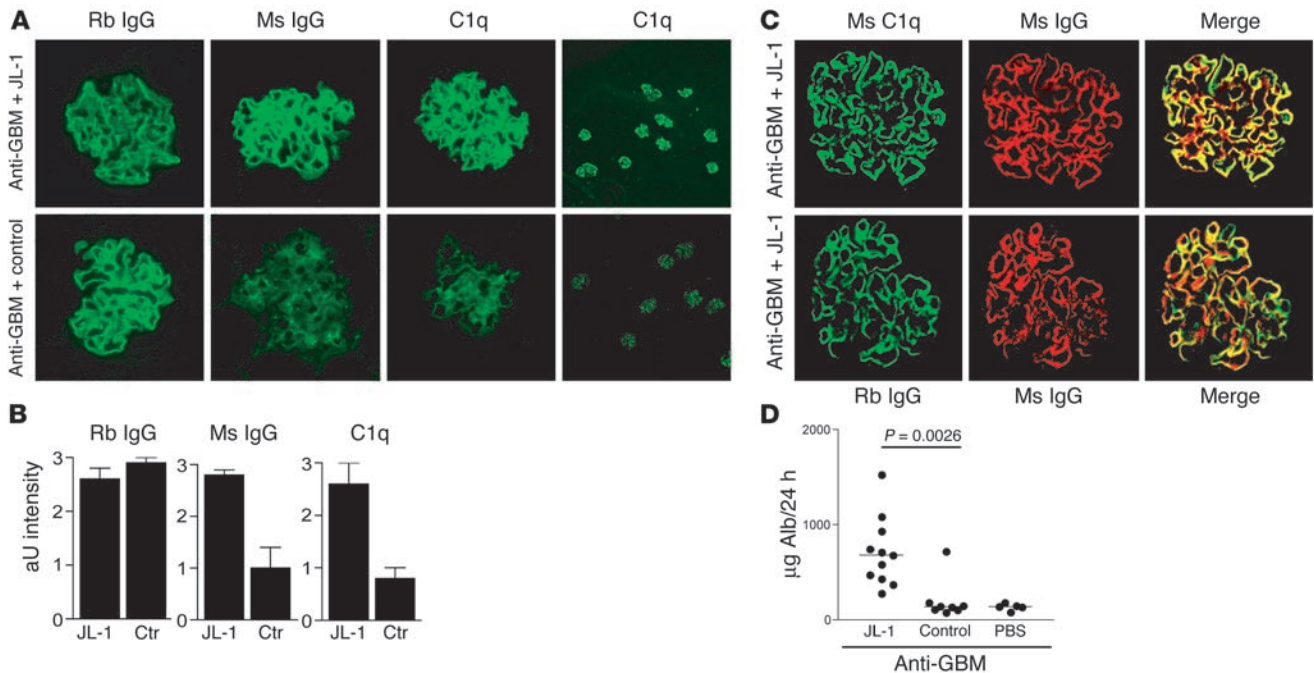 A
Rb IgG Ms IgG C1q C1q
Anti-GBM + JL-1
Anti-GBM + control
B
Rb IgG Ms IgG C1q
aU intensity
3 3 3
2 2 2
1 1 1
0 0 0
JL-1 Ctr JL-1 Ctr JL-1 Ctr
C
Ms C1q Ms IgG Merge
Anti-GBM + JL-1
Anti-GBM + JL-1
Rb IgG Ms IgG Merge
D
P = 0.0026
µg Alb/24 h
2000
1000
0
JL-1 Control PBS
Anti-GBM